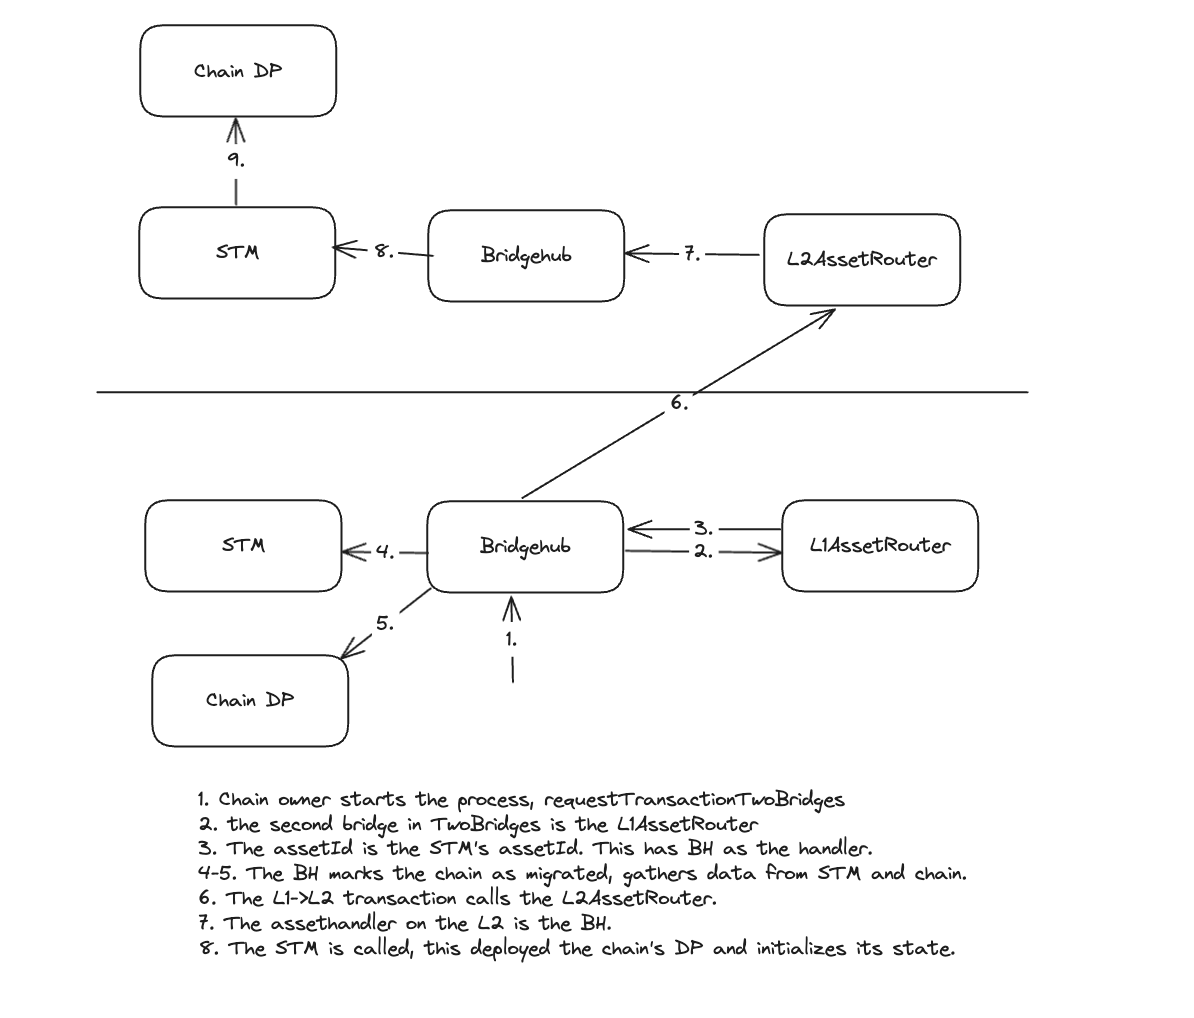 Chain DP
9.
STM
8.
Bridgehub
7.
L2AssetRouter
6.
STM
4.
Bridgehub
3.
2.
L1AssetRouter
5.
1.
Chain DP
1. Chain owner starts the process, requestTransactionTwoBridges
2. the second bridge in TwoBridges is the L1AssetRouter
3. The assetId is the STM's assetId. This has BH as the handler.
4-5. The BH marks the chain as migrated, gathers data from STM and chain.
6. The L1->L2 transaction calls the L2AssetRouter.
7. The assethandler on the L2 is the BH.
8. The STM is called, this deployed the chain's DP and initializes its state.